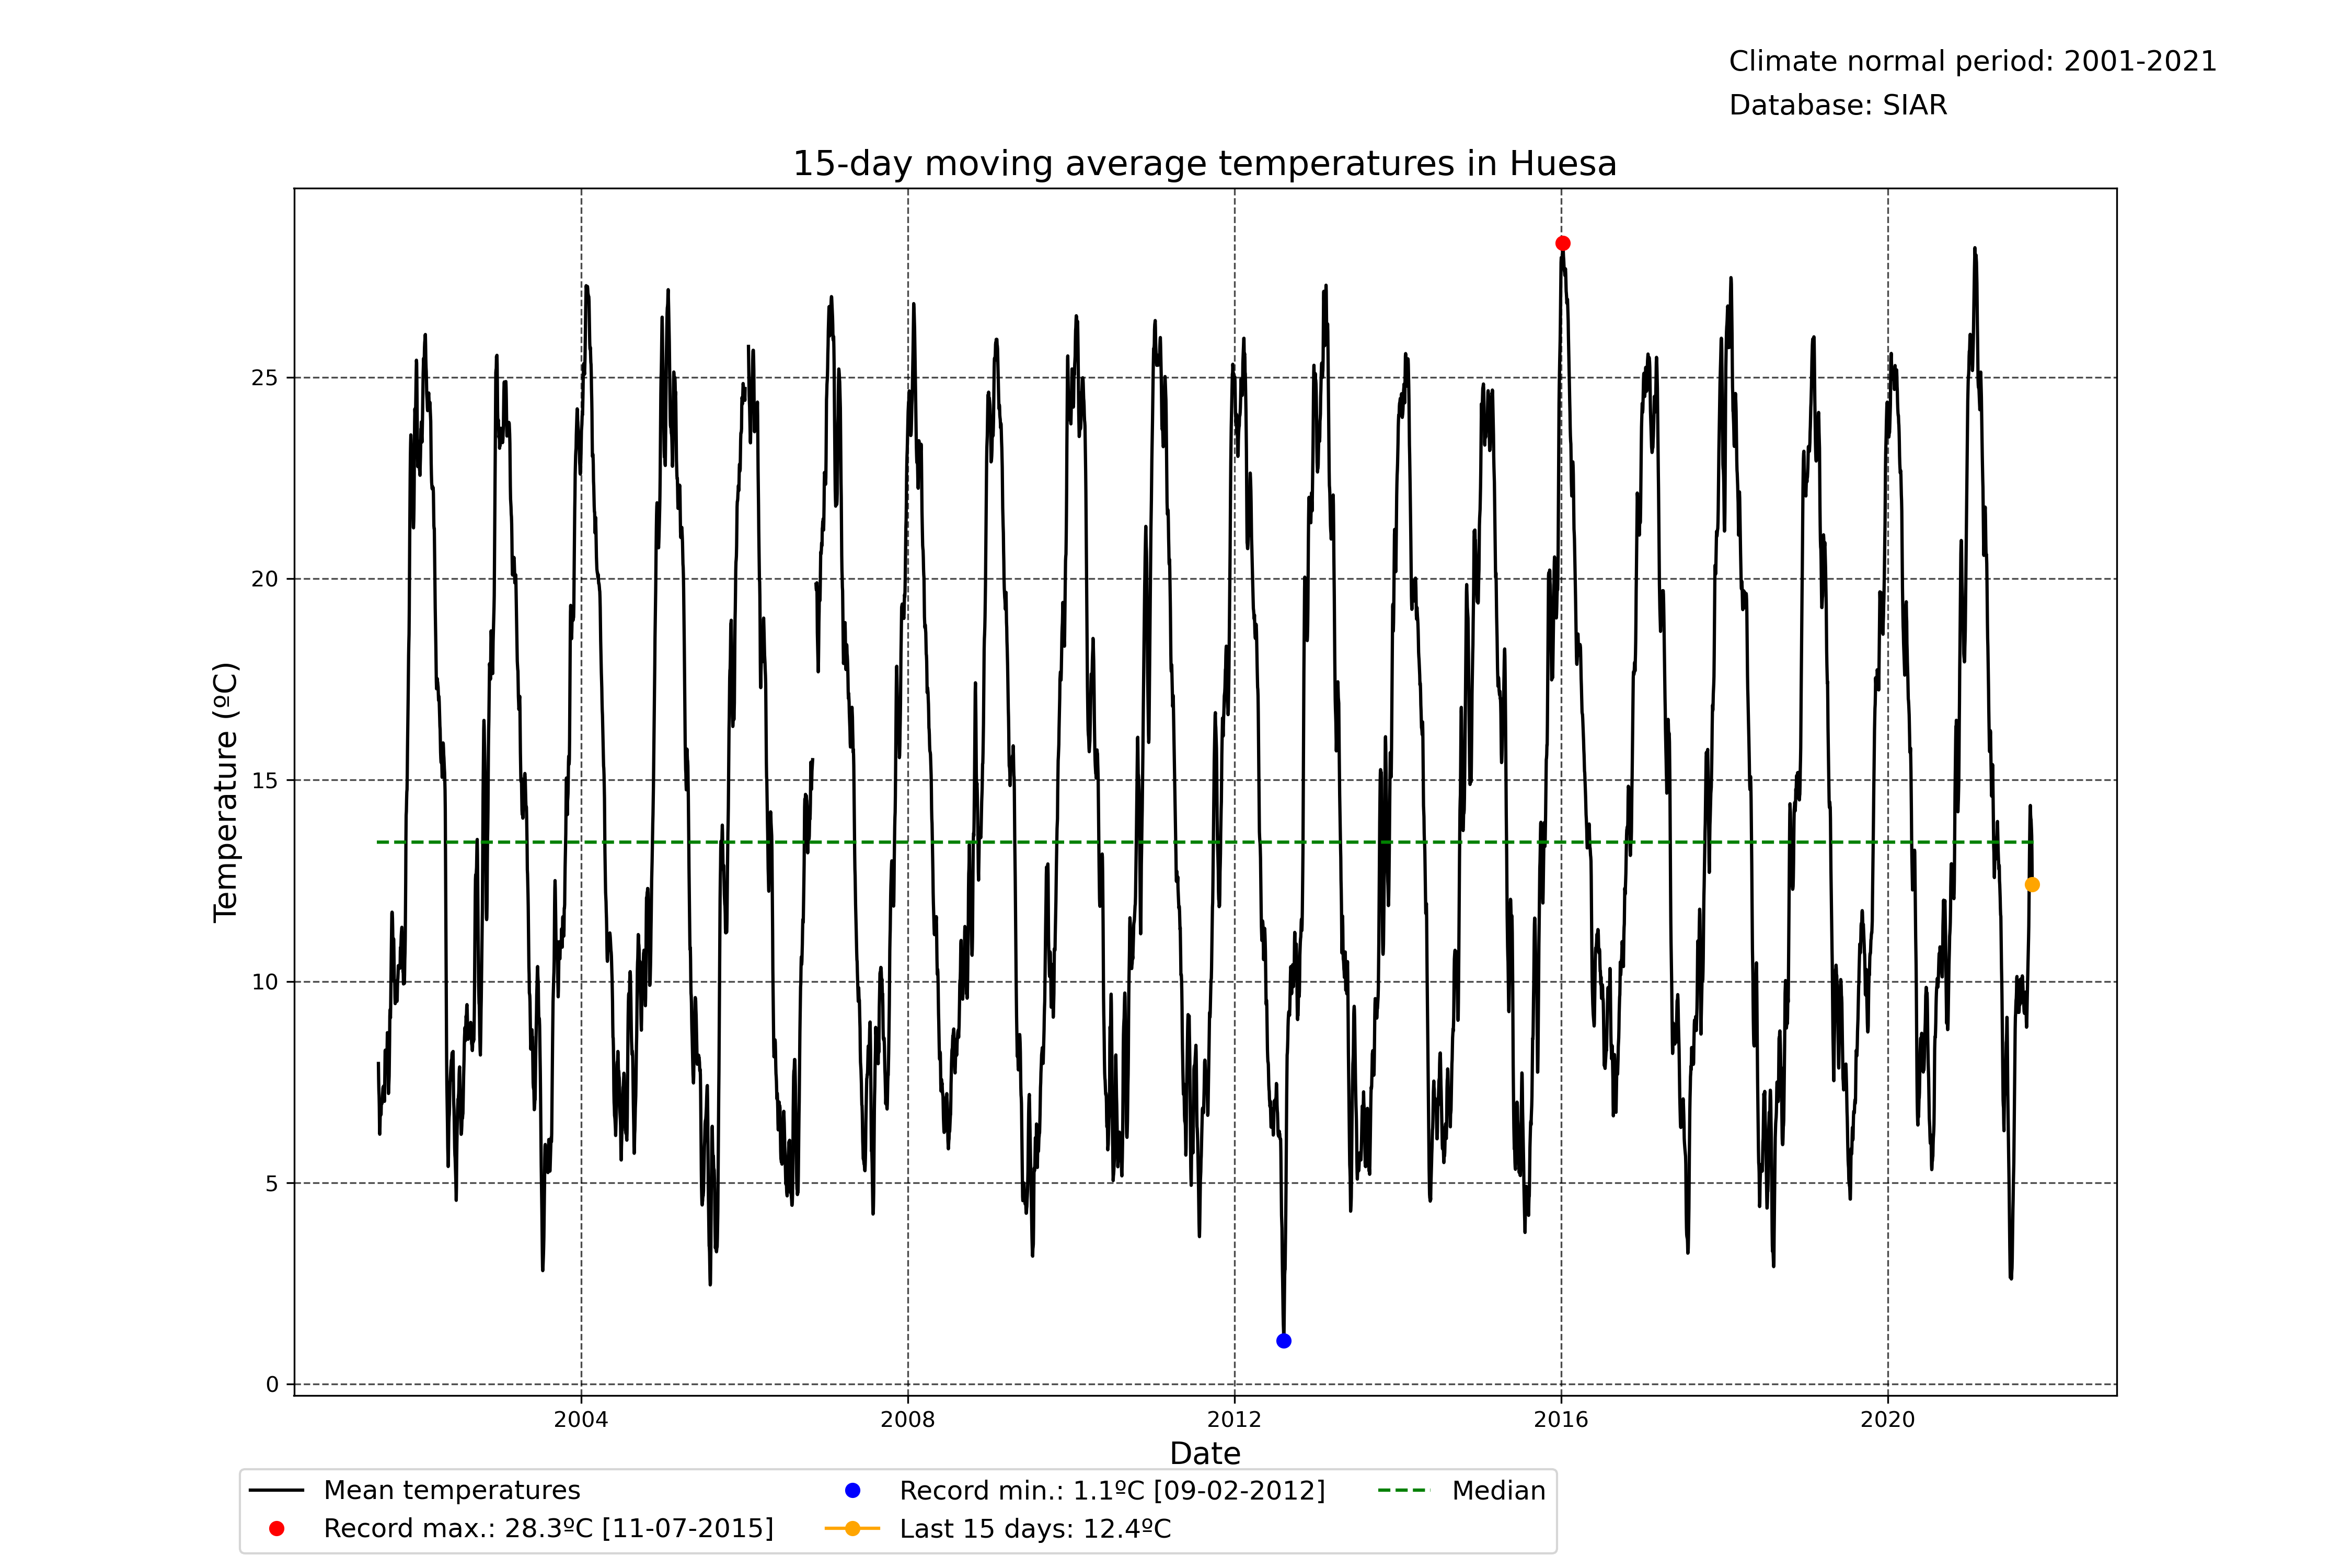 Climate normal period: 2001-2021
Database: SIAR
15-day moving average temperatures in Huesa
Temperature (ºC)
25
20
15
10
5
0
2004 2008 2012 2016 2020
Date
Mean temperatures
Record max.: 28.3ºC [11-07-2015]
Record min.: 1.1ºC [09-02-2012]
Last 15 days: 12.4ºC
Median